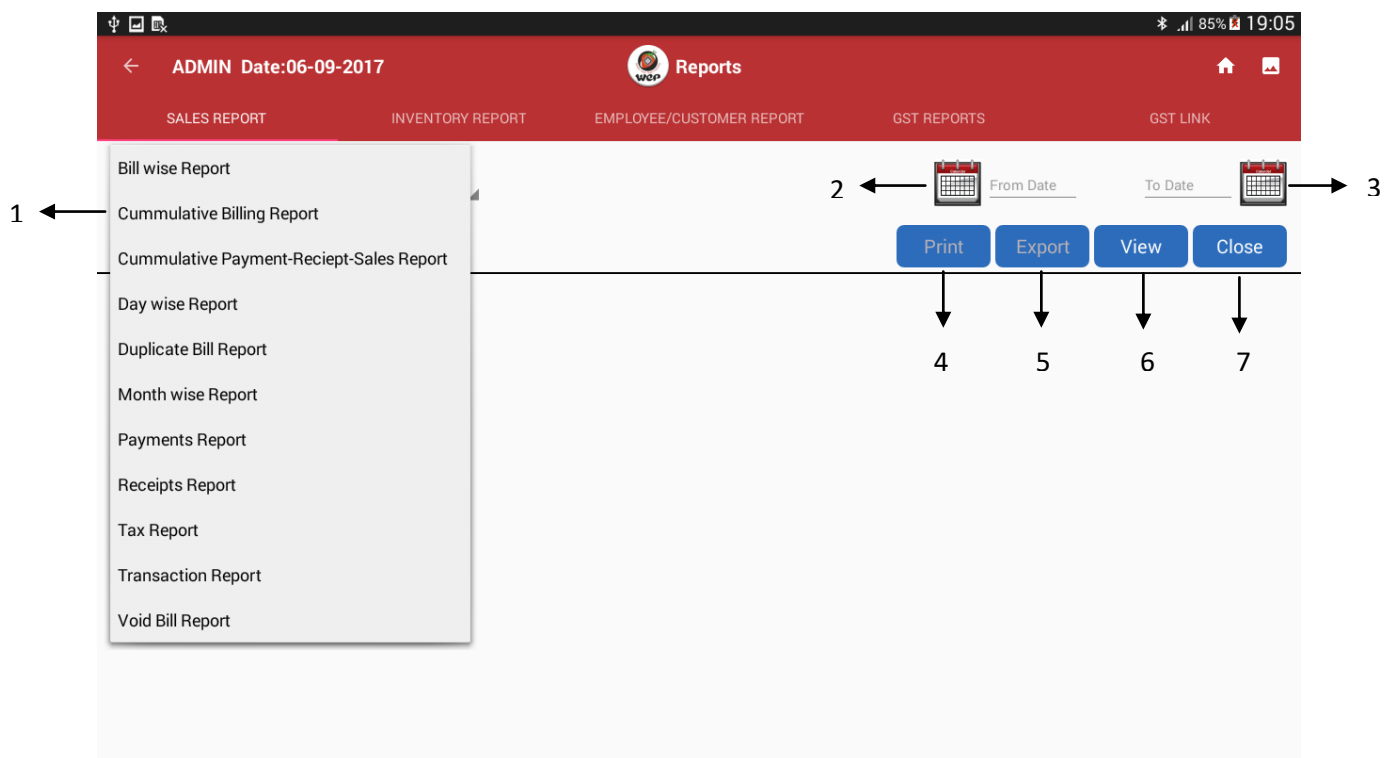 85% 19:05
ADMIN Date:06-09-2017 WeP Reports
SALES REPORT INVENTORY REPORT EMPLOYEE/CUSTOMER REPORT GST REPORTS GST LINK
Bill wise Report
2 From Date To Date 3
1 Cummulative Billing Report
Print Export View Close
Cummulative Payment-Reciept-Sales Report
Day wise Report
Duplicate Bill Report
4 5 6 7
Month wise Report
Payments Report
Receipts Report
Tax Report
Transaction Report
Void Bill Report